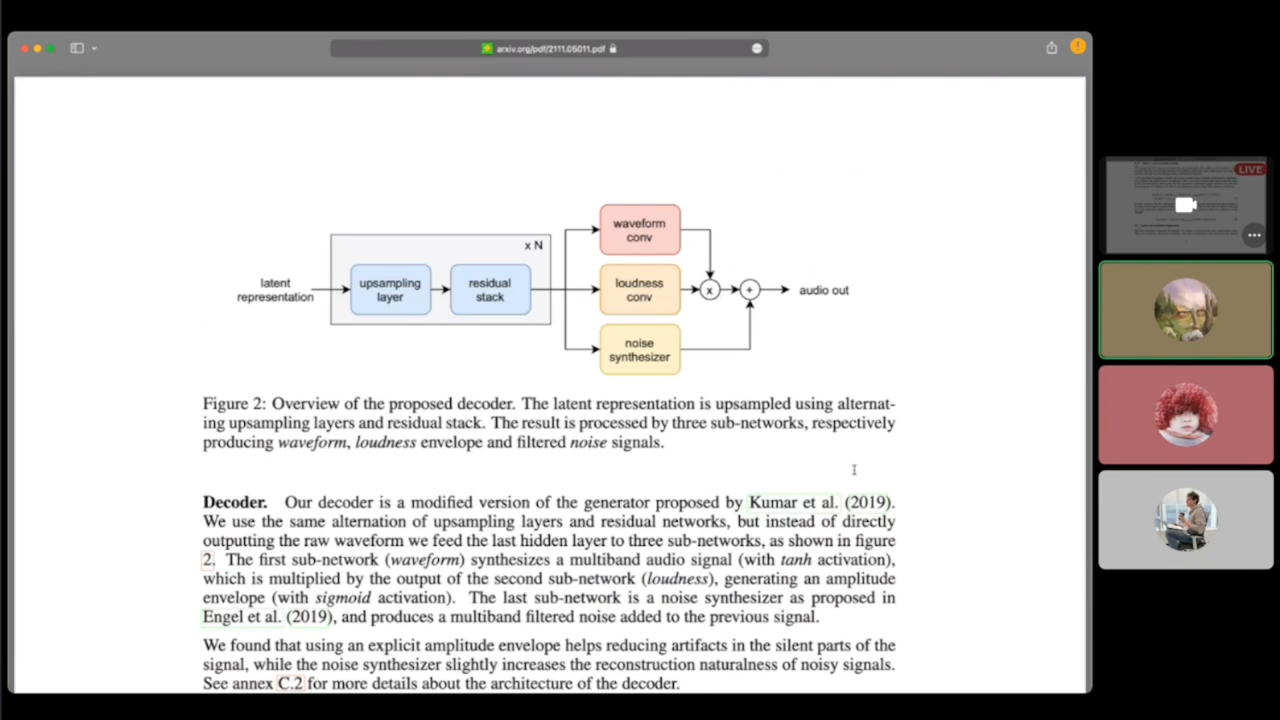 arxiv.org/pdf/2111.05011.pdf
LIVE
x N
waveform
conv
latent
representation
upsampling
layer
residual
stack
loudness
conv
x
+
audio out
noise
synthesizer
Figure 2: Overview of the proposed decoder. The latent representation is upsampled using alternat-
ing upsampling layers and residual stack. The result is processed by three sub-networks, respectively
producing waveform, loudness envelope and filtered noise signals.
Decoder. Our decoder is a modified version of the generator proposed by Kumar et al. (2019).
We use the same alternation of upsampling layers and residual networks, but instead of directly
outputting the raw waveform we feed the last hidden layer to three sub-networks, as shown in figure
2. The first sub-network (waveform) synthesizes a multiband audio signal (with tanh activation),
which is multiplied by the output of the second sub-network (loudness), generating an amplitude
envelope (with sigmoid activation). The last sub-network is a noise synthesizer as proposed in
Engel et al. (2019), and produces a multiband filtered noise added to the previous signal.
We found that using an explicit amplitude envelope helps reducing artifacts in the silent parts of the
signal, while the noise synthesizer slightly increases the reconstruction naturalness of noisy signals.
See annex C.2 for more details about the architecture of the decoder.